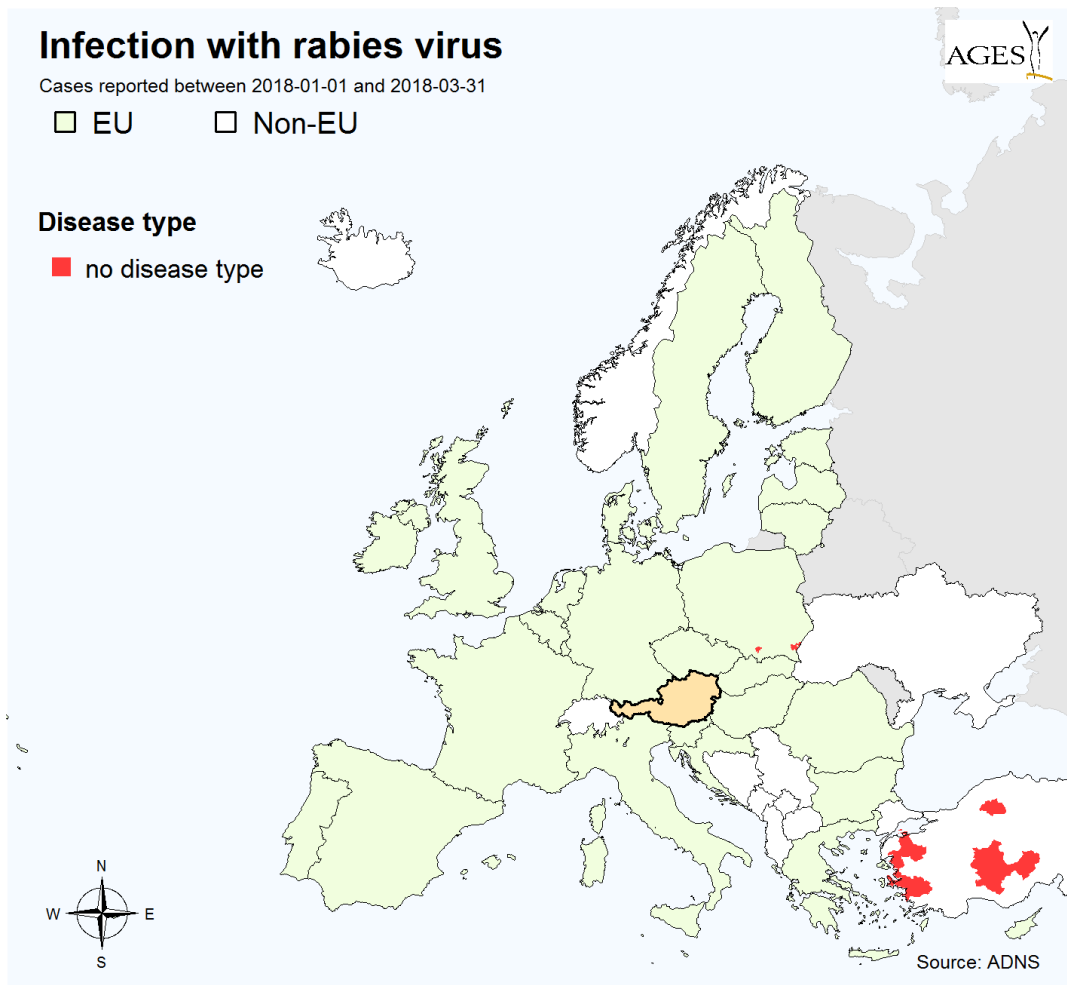 Infection with rabies virus
Cases reported between 2018-01-01 and 2018-03-31
EU Non-EU
AGES
Disease type
no disease type
N
W E
S
Source: ADNS